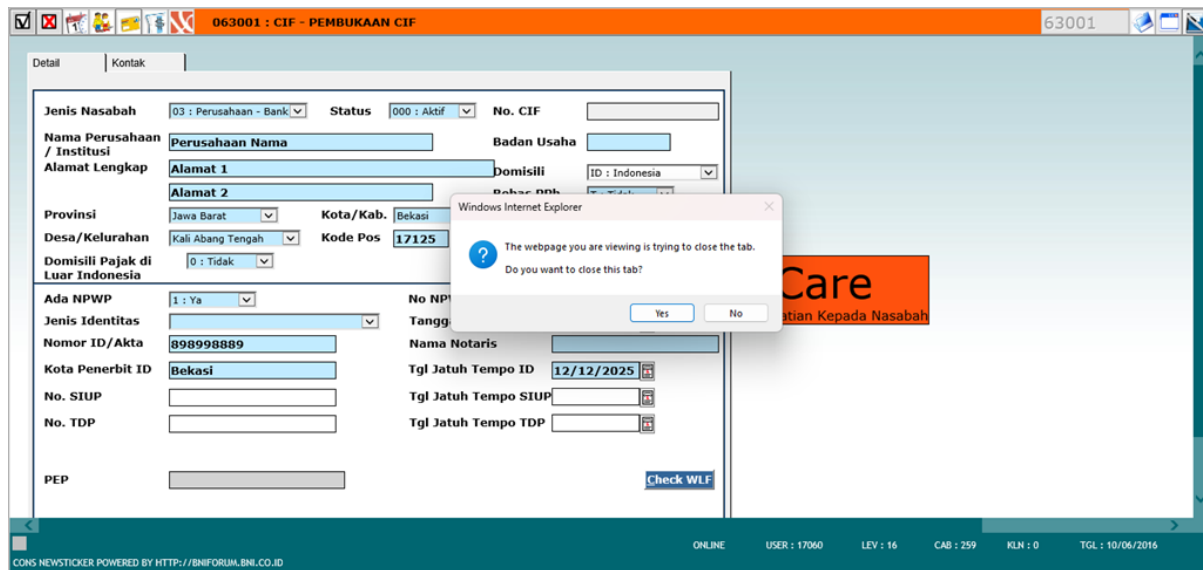 063001 : CIF - PEMBUKAAN CIF
63001
Detail
Kontak
Jenis Nasabah
03 : Perusahaan - Bank
Status
000 : Aktif
No. CIF
Nama Perusahaan
/ Institusi
Perusahaan Nama
Badan Usaha
Alamat Lengkap
Alamat 1
Domisili
ID : Indonesia
Alamat 2
Provinsi
Jawa Barat
Kota/Kab.
Bekasi
Desa/Kelurahan
Kali Abang Tengah
Kode Pos
17125
Domisili Pajak di
Luar Indonesia
0 : Tidak
Windows Internet Explorer
The webpage you are viewing is trying to close the tab.
Do you want to close this tab?
Yes
No
Care
Kepada Nasabah
Ada NPWP
1 : Ya
Jenis Identitas
Nomor ID/Akta
898998889
Nama Notaris
Kota Penerbit ID
Bekasi
Tgl Jatuh Tempo ID
12/12/2025
No. SIUP
Tgl Jatuh Tempo SIUP
No. TDP
Tgl Jatuh Tempo TDP
PEP
Check WLF
ONLINE
USER : 17060
LEV : 16
CAB : 259
KLN : 0
TGL : 10/06/2016
CONS NEWSTICKER POWERED BY HTTP://BNIFORUM.BNI.CO.ID